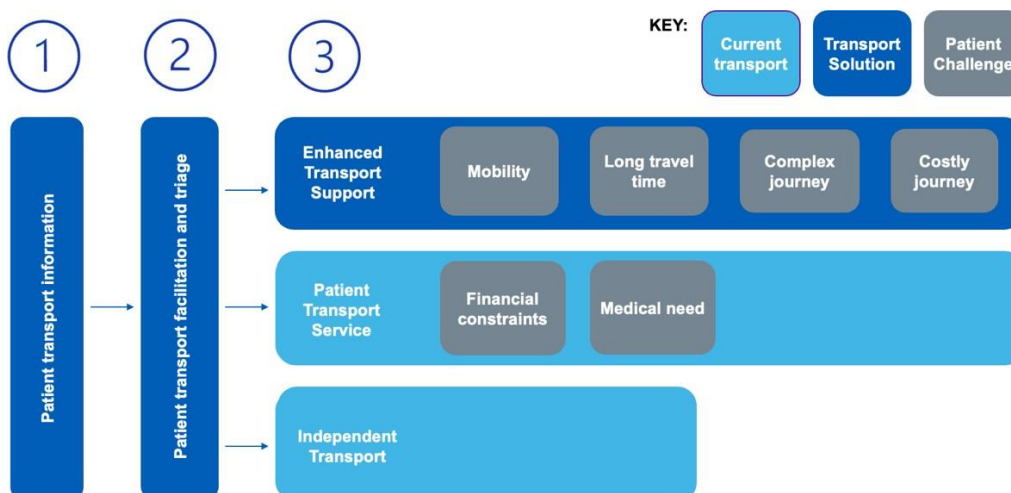 KEY:
Current
transport
Transport
Solution
Patient
Challenge
1
2
3
Patient transport information
Patient transport facilitation and triage
Enhanced
Transport
Support
Mobility
Long travel
time
Complex
journey
Costly
journey
Patient
Transport
Service
Financial
constraints
Medical need
Independent
Transport